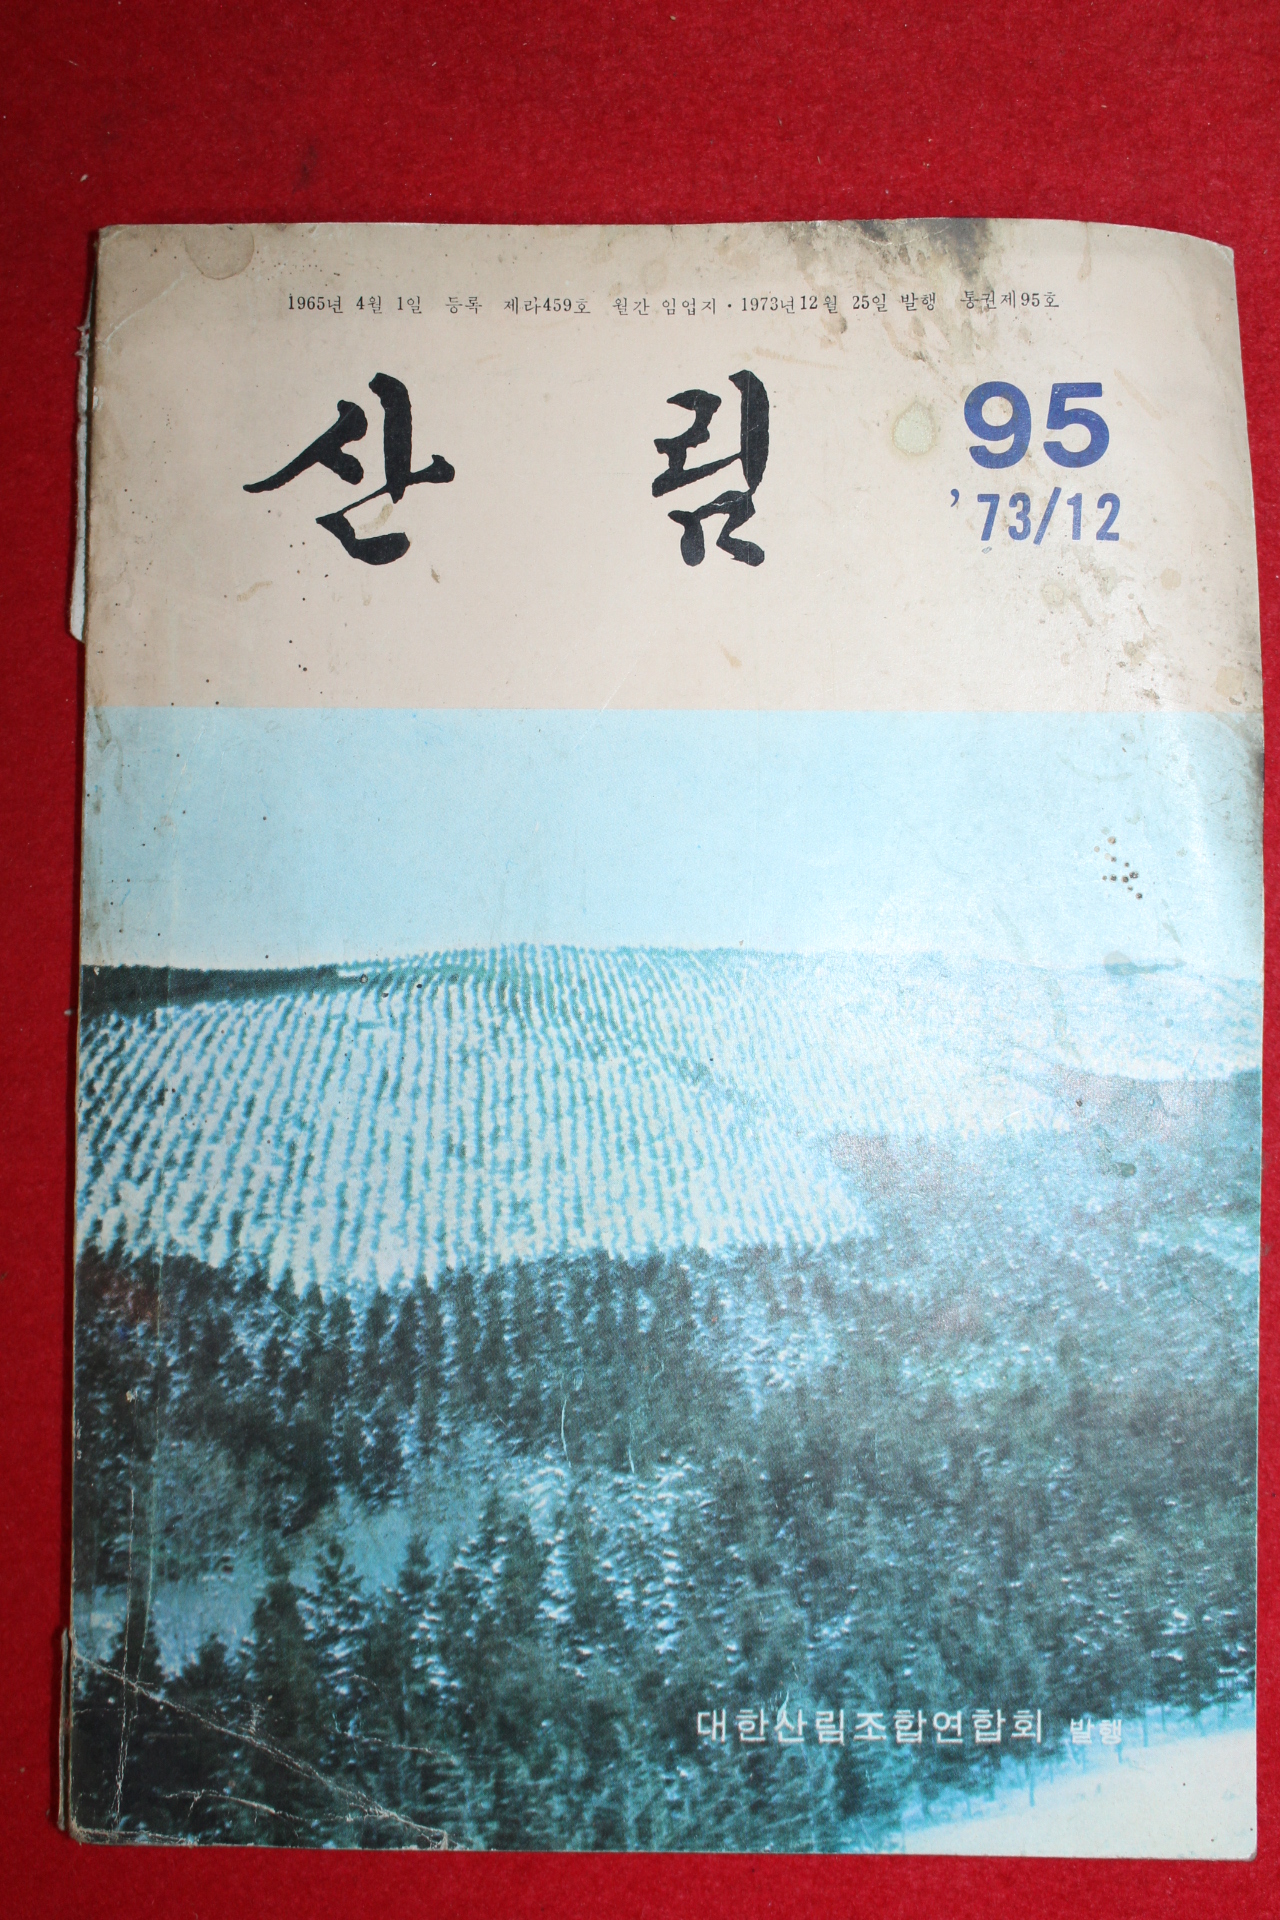 1965년 4월 1일 등록 제라459호 월간 임업지 · 1973년 12월 25일 발행 통권제95호
산림
95
'73/12
대한산림조합연합회 발행